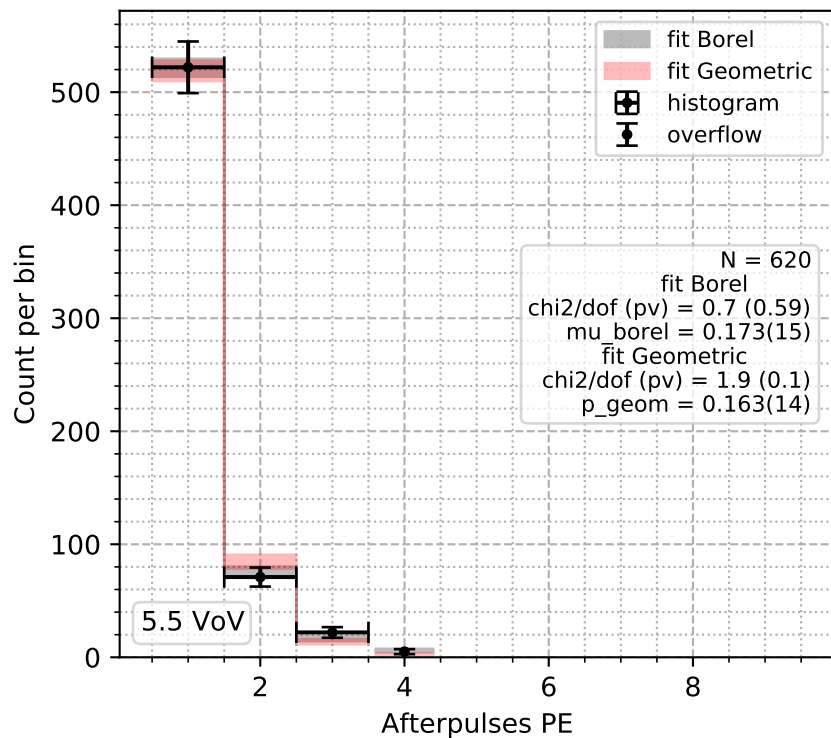 fit Borel
fit Geometric
histogram
overflow
N = 620
fit Borel
chi2/dof (pv) = 0.7 (0.59)
mu_borel = 0.173(15)
fit Geometric
chi2/dof (pv) = 1.9 (0.1)
p_geom = 0.163(14)
5.5 VoV
Count per bin
500
400
300
200
100
0
2
4
6
8
Afterpulses PE